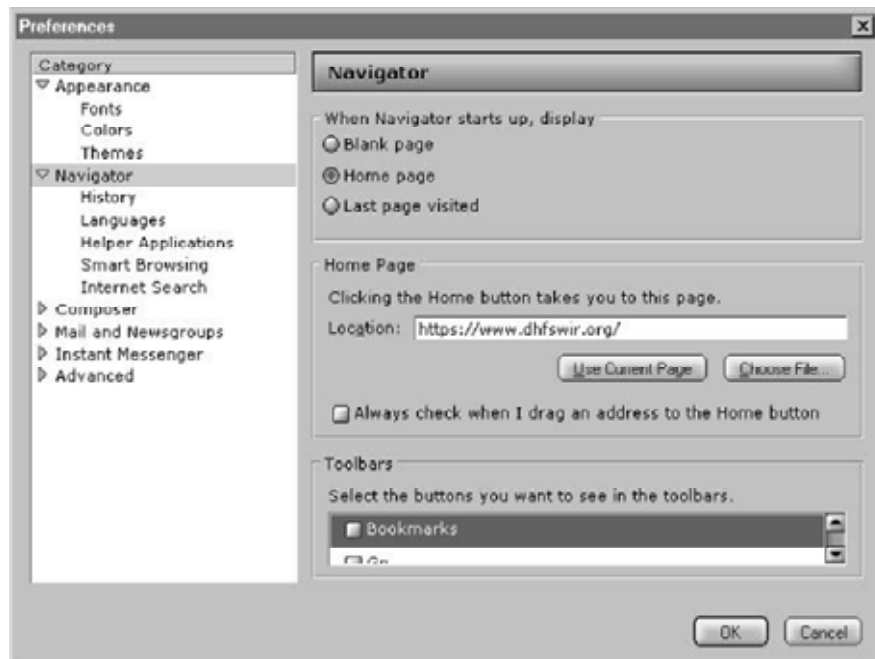 Preferences
Category
Appearance
Fonts
Colors
Themes
Navigator
History
Languages
Helper Applications
Smart Browsing
Internet Search
Composer
Mail and Newsgroups
Instant Messenger
Advanced
Navigator
When Navigator starts up, display
Blank page
Home page
Last page visited
Home Page
Clicking the Home button takes you to this page.
Location: https://www.dhfswir.org/
Use Current Page Choose File...
Always check when I drag an address to the Home button
Toolbars
Select the buttons you want to see in the toolbars.
Bookmarks
Go
OK Cancel